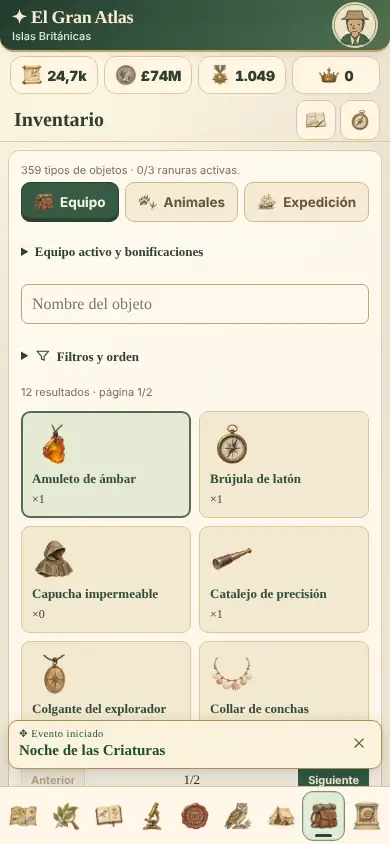 ✦ El Gran Atlas
Islas Británicas
24,7k
£74M
1.049
0
Inventario
359 tipos de objetos · 0/3 ranuras activas.
Equipo
Animales
Expedición
▶ Equipo activo y bonificaciones
Nombre del objeto
▶ Filtros y orden
12 resultados · página 1/2
Amuleto de ámbar
×1
Brújula de latón
×1
Capucha impermeable
×0
Catalejo de precisión
×1
Colgante del explorador
Collar de conchas
✥ Evento iniciado
Noche de las Criaturas
×
Anterior
1/2
Siguiente